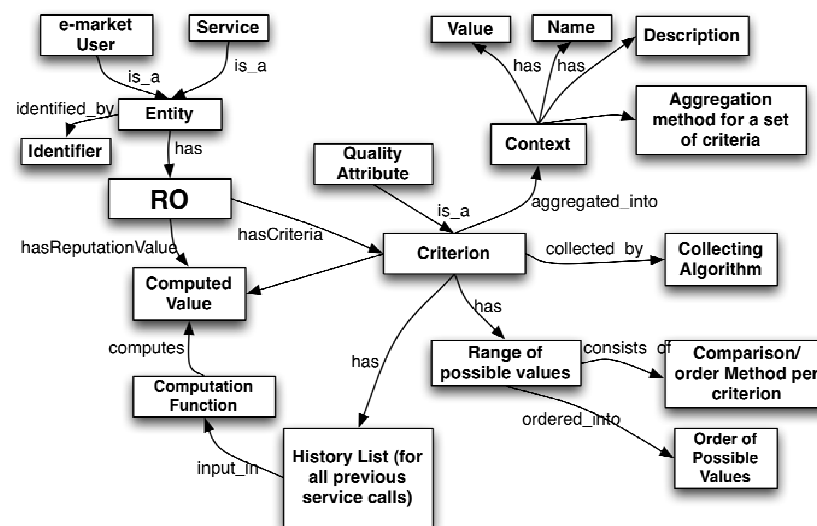 e-market
User
Service
Value
Name
Description
is_a
is_a
has
has
identified_by
Entity
Identifier
has
Aggregation
method for a set
of criteria
Context
Quality
Attribute
RO
is_a
aggregated_into
hasReputationValue
hasCriteria
Criterion
collected_by
Collecting
Algorithm
Computed
Value
has
computes
has
Range of
possible values
consists_of
Comparison/
order Method per
criterion
Computation
Function
ordered_into
input_in
History List (for
all previous
service calls)
Order of
Possible
Values